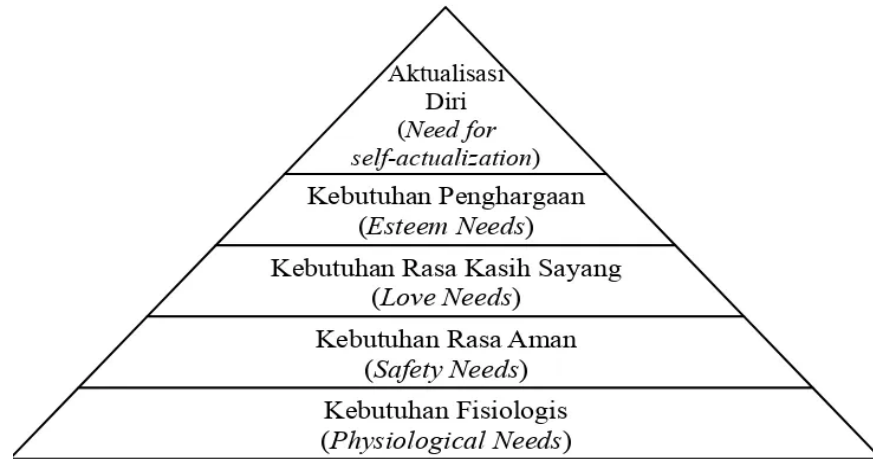 Aktualisasi
Diri
(Need for
self-actualization)
Kebutuhan Penghargaan
(Esteem Needs)
Kebutuhan Rasa Kasih Sayang
(Love Needs)
Kebutuhan Rasa Aman
(Safety Needs)
Kebutuhan Fisiologis
(Physiological Needs)